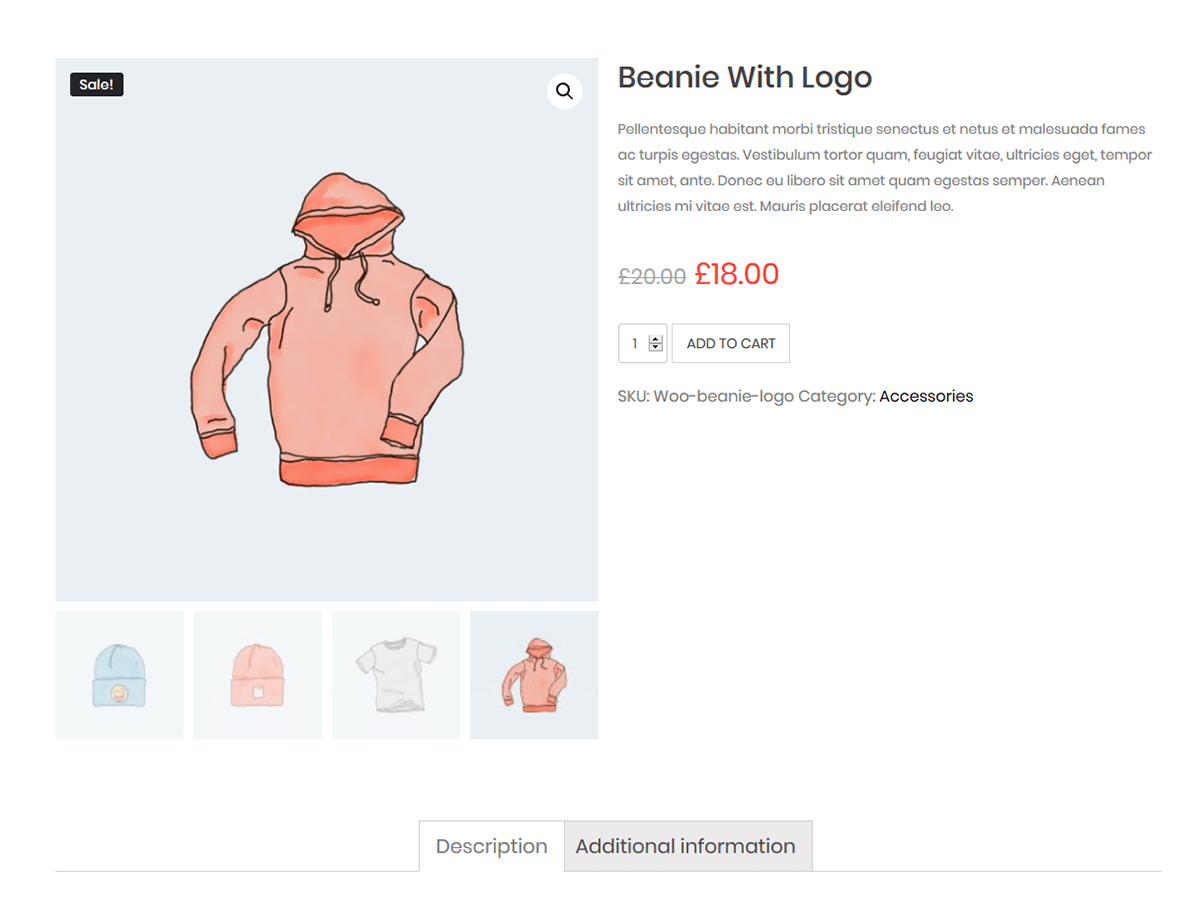 Sale!
Beanie With Logo
Pellentesque habitant morbi tristique senectus et netus et malesuada fames
ac turpis egestas. Vestibulum tortor quam, feugiat vitae, ultricies eget, tempor
sit amet, ante. Donec eu libero sit amet quam egestas semper. Aenean
ultricies mi vitae est. Mauris placerat eleifend leo.
£20.00 £18.00
1 ADD TO CART
SKU: Woo-beanie-logo Category: Accessories
Description Additional information